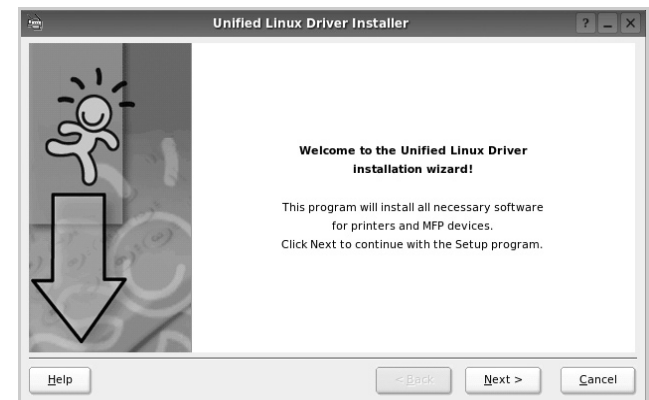 Unified Linux Driver Installer
Welcome to the Unified Linux Driver
installation wizard!
This program will install all necessary software
for printers and MFP devices.
Click Next to continue with the Setup program.
Help
< Back
Next >
Cancel